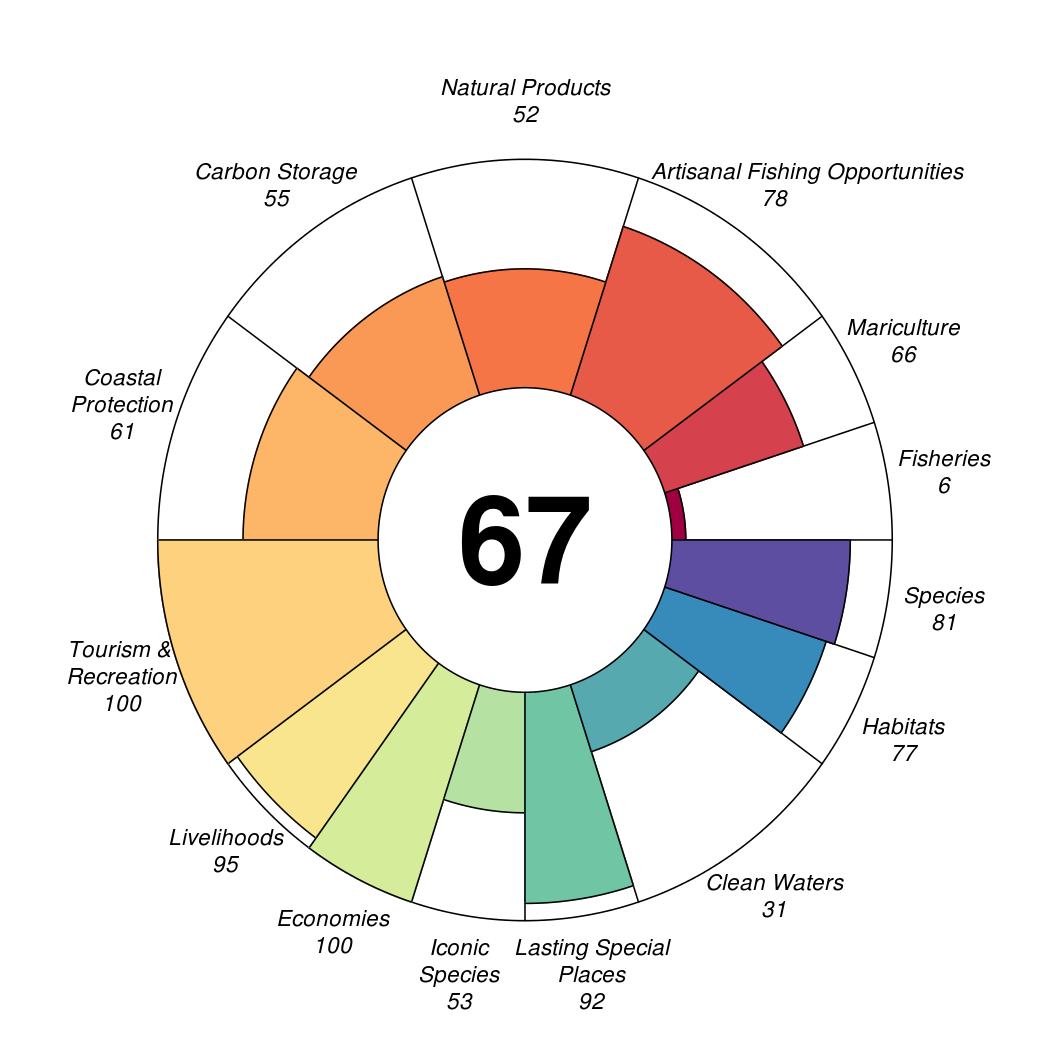 Natural Products
52
Carbon Storage
55
Artisanal Fishing Opportunities
78
Mariculture
66
Coastal
Protection
61
Fisheries
6
67
Species
81
Tourism &
Recreation
100
Habitats
77
Livelihoods
95
Clean Waters
31
Economies
100
Iconic
Species
53
Lasting Special
Places
92